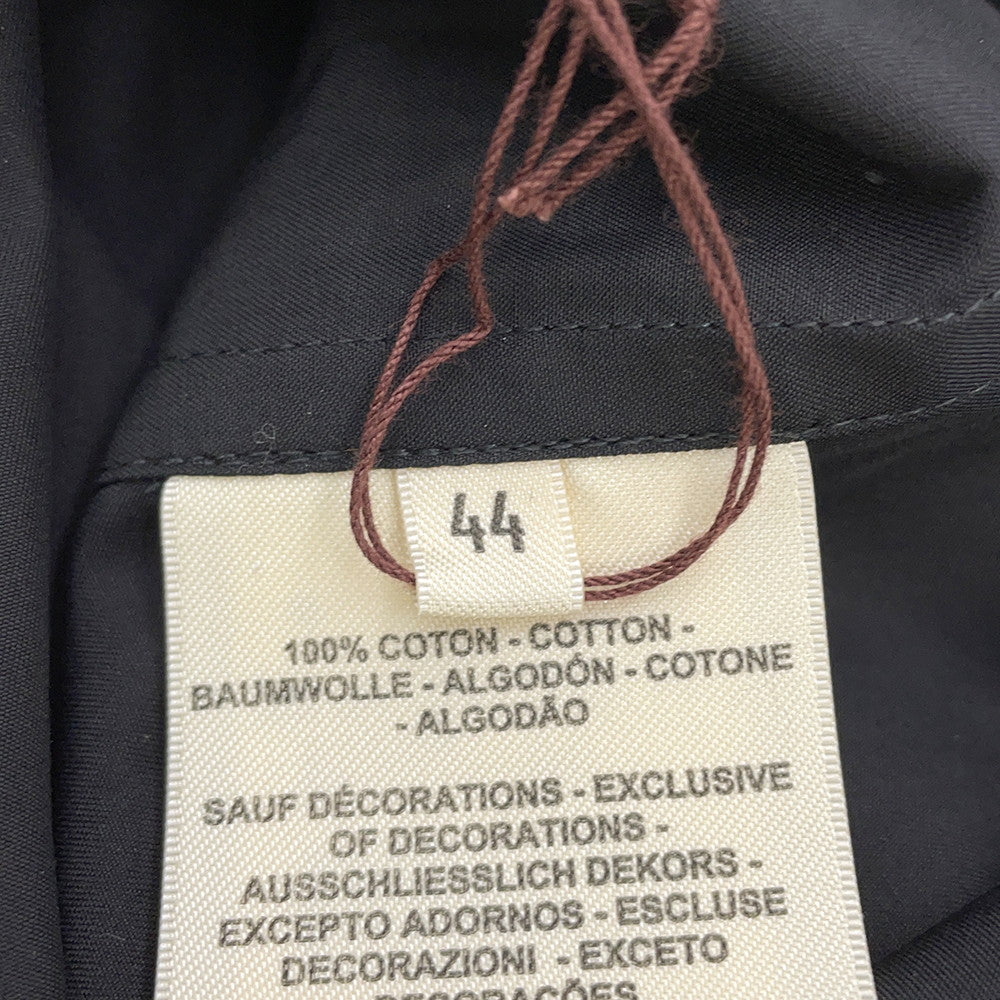 44
100% COTON - COTTON -
BAUMWOLLE - ALGODÓN - COTONE
- ALGODÃO
SAUF DÉCORATIONS - EXCLUSIVE
OF DECORATIONS -
AUSSCHLIESSLICH DEKORS -
EXCEPTO ADORNOS - ESCLUSE
DECORAZIONI - EXCETO
DECORAÇÕES